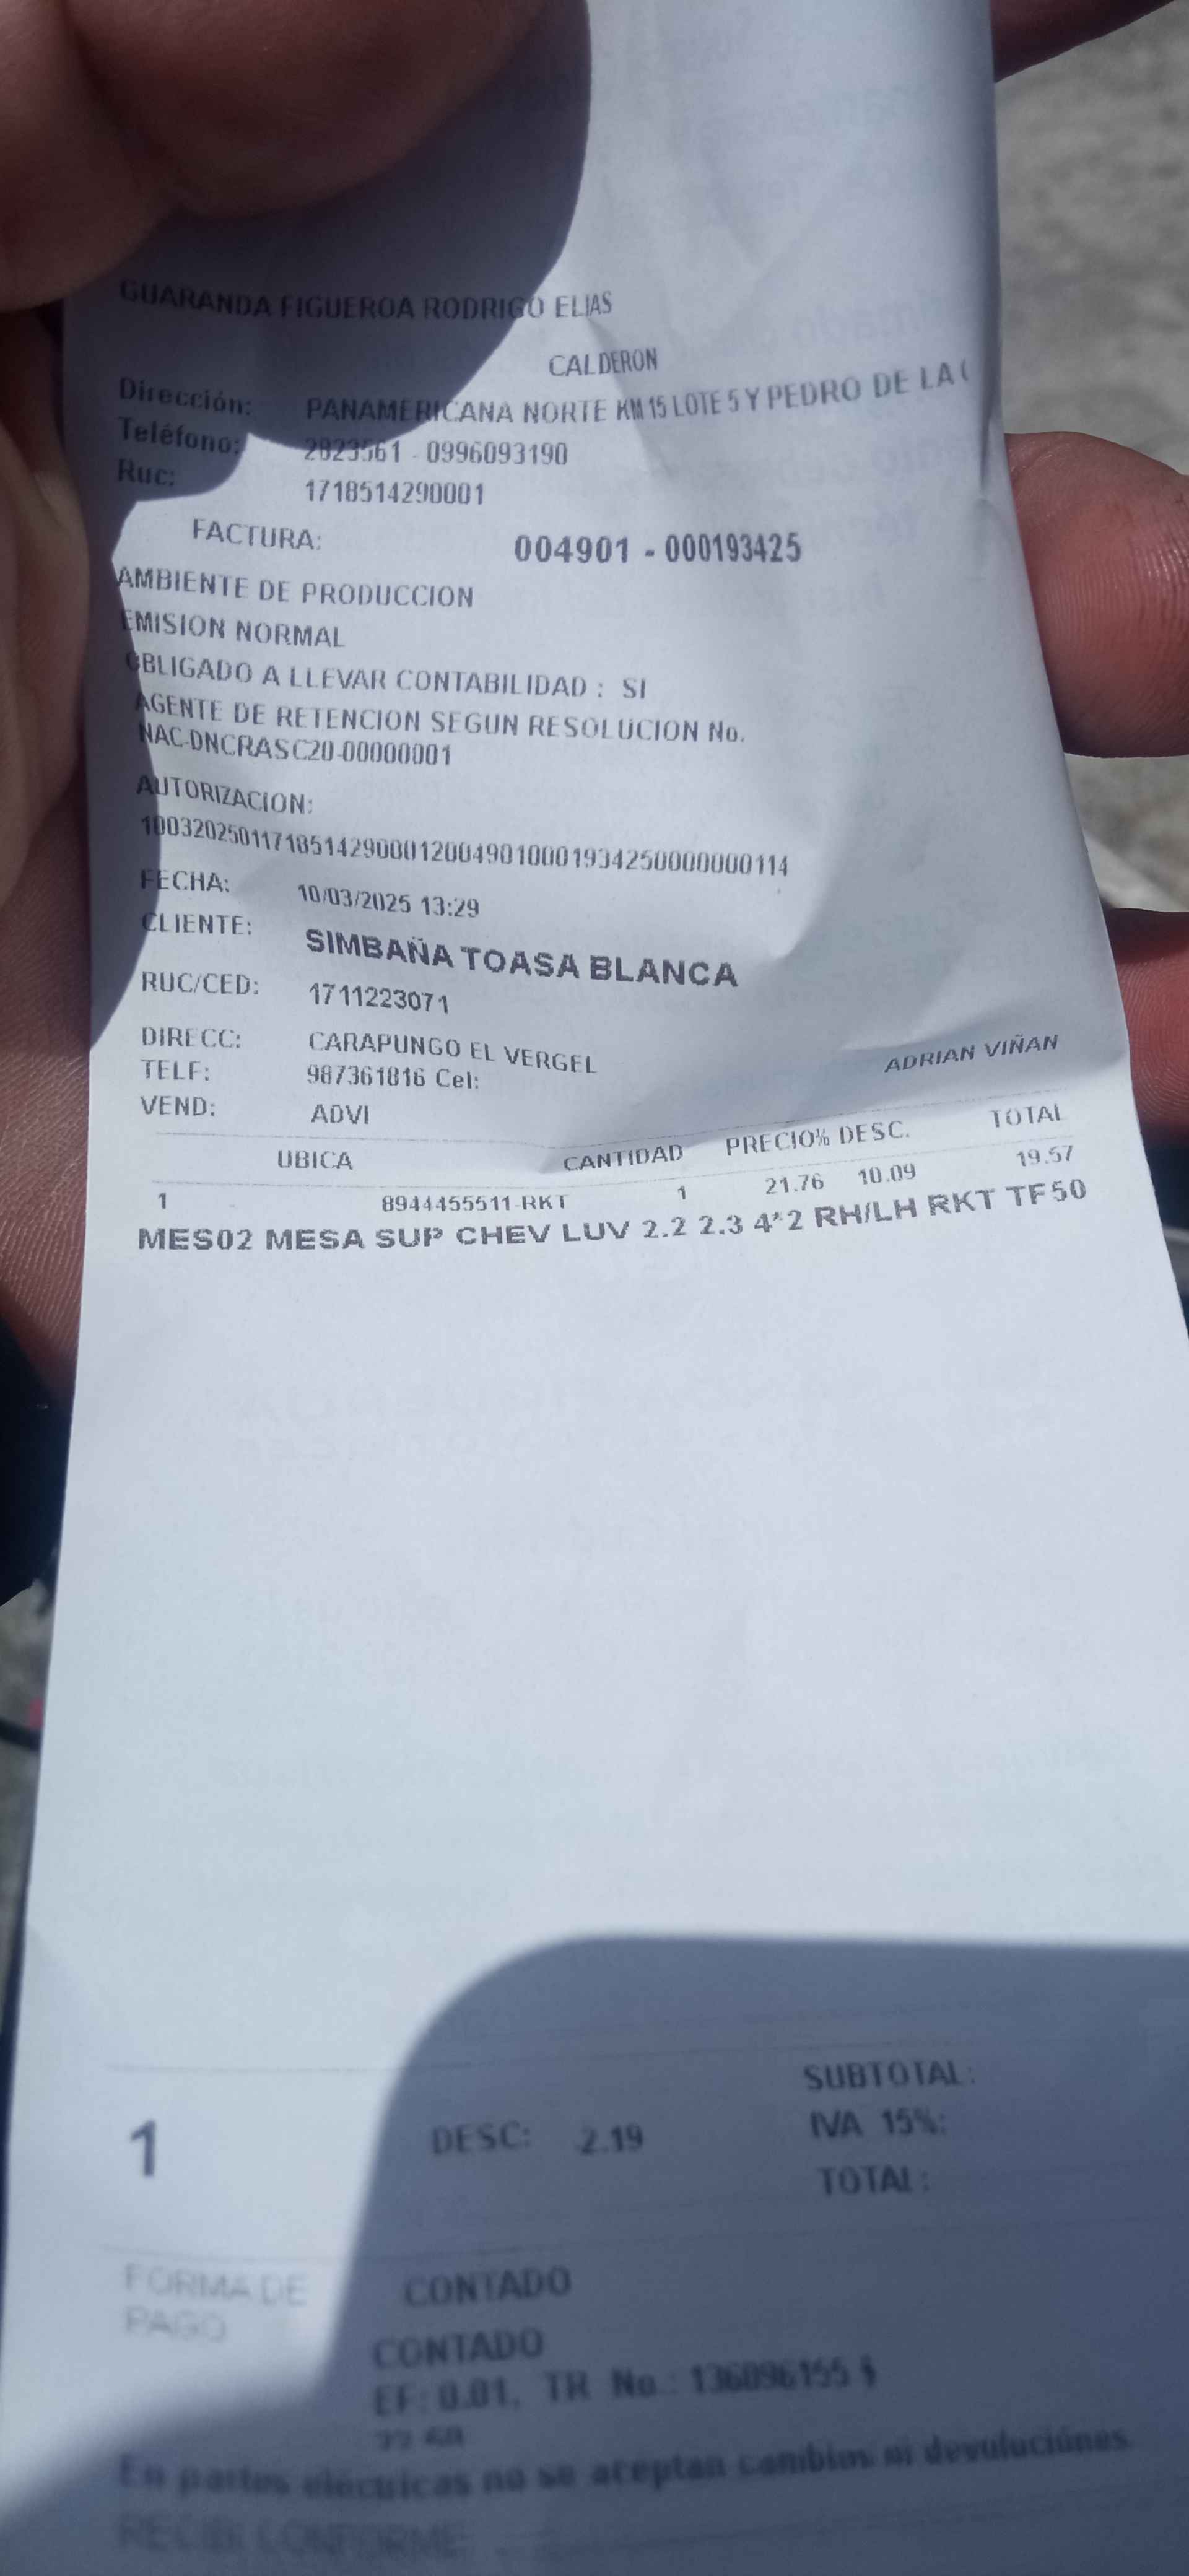 GUARANDA FIGUEROA RODRIGO ELIAS
CALDERON
Dirección: PANAMERICANA NORTE KM 15 LOTE 5 Y PEDRO DE LA (
Teléfono: 2823561 - 0996093190
Ruc: 1718514290001
FACTURA: 004901 - 000193425
AMBIENTE DE PRODUCCION
EMISION NORMAL
OBLIGADO A LLEVAR CONTABILIDAD : SI
AGENTE DE RETENCION SEGUN RESOLUCION No.
NAC-DNCRASC20-00000001
AUTORIZACION:
1003202501171851429000120049010001934250000000114
FECHA: 10/03/2025 13:29
CLIENTE: SIMBAÑA TOASA BLANCA
RUC/CED: 1711223071
DIRECC: CARAPUNGO EL VERGEL
TELF: 987361816 Cel: ADRIAN VIÑAN
VEND: ADVI
UBICA CANTIDAD PRECIO% DESC. TOTAL
1 8944455511-RKT 1 21.76 10.09 19.57
MES02 MESA SUP CHEV LUV 2.2 2.3 4*2 RH/LH RKT TF50
SUBTOTAL:
1 DESC: 2.19 IVA 15%:
TOTAL:
FORMA DE PAGO CONTADO
CONTADO
EF: 0.01, TR No.: 136096155 $
En partes eléctricas no se aceptan cambios ni devoluciónes
RECIBI CONFORME